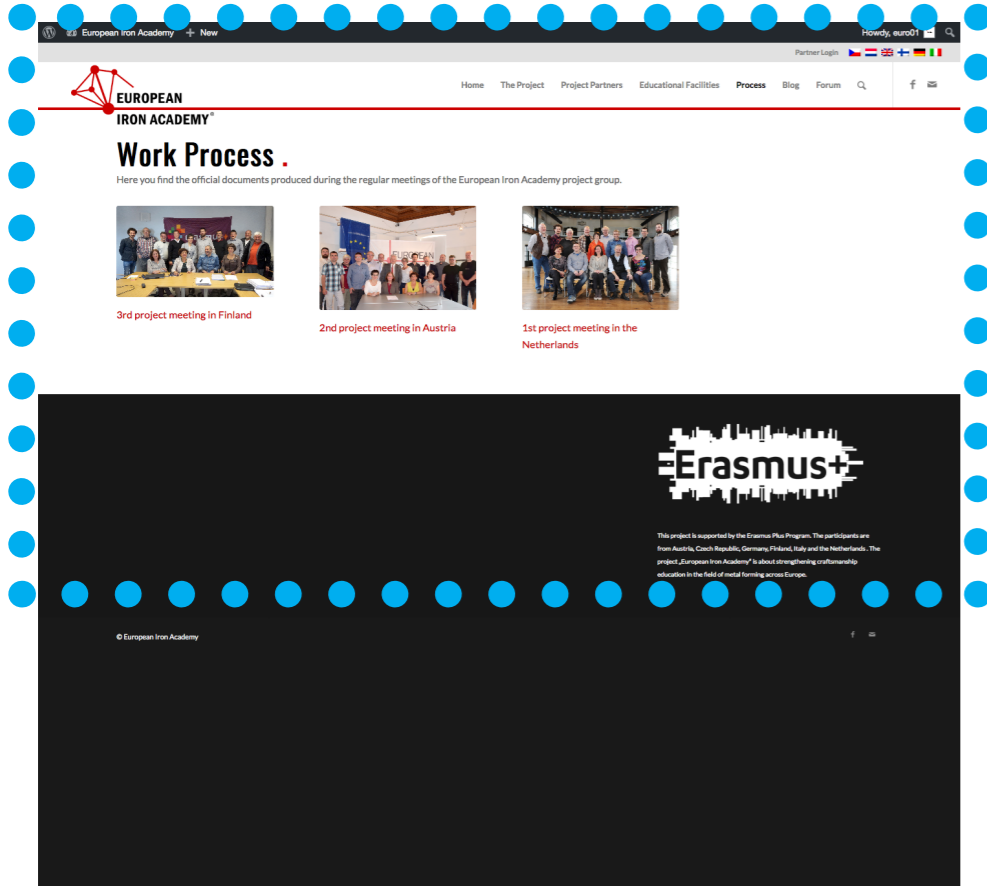 European Iron Academy + New Howdy, euro01
Partner Login
EUROPEAN
IRON ACADEMY®
Home The Project Project Partners Educational Facilities Process Blog Forum
Work Process .
Here you find the official documents produced during the regular meetings of the European Iron Academy project group.
EUROPEAN
3rd project meeting in Finland
2nd project meeting in Austria
1st project meeting in the
Netherlands
Erasmus+
This project is supported by the Erasmus Plus Program. The participants are
from Austria, Czech Republic, Germany, Finland, Italy and the Netherlands . The
project „European Iron Academy" is about strengthening craftsmanship
education in the field of metal forming across Europe.
© European Iron Academy